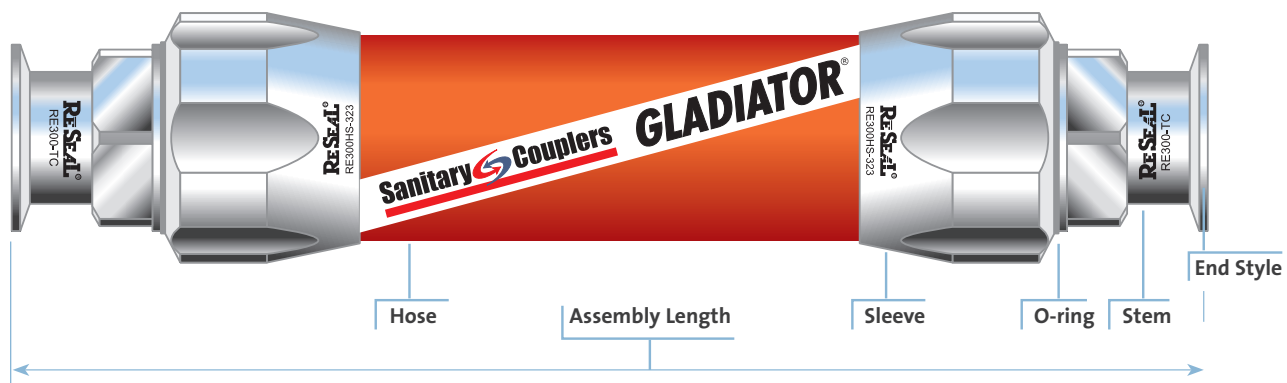 RESEAL®
RE300-TC
RESEAL®
RE300HS-323
Sanitary Couplers
GLADIATOR®
RESEAL®
RE300HS-323
RESEAL®
RE300-TC
End Style
Hose
Assembly Length
Sleeve
O-ring
Stem